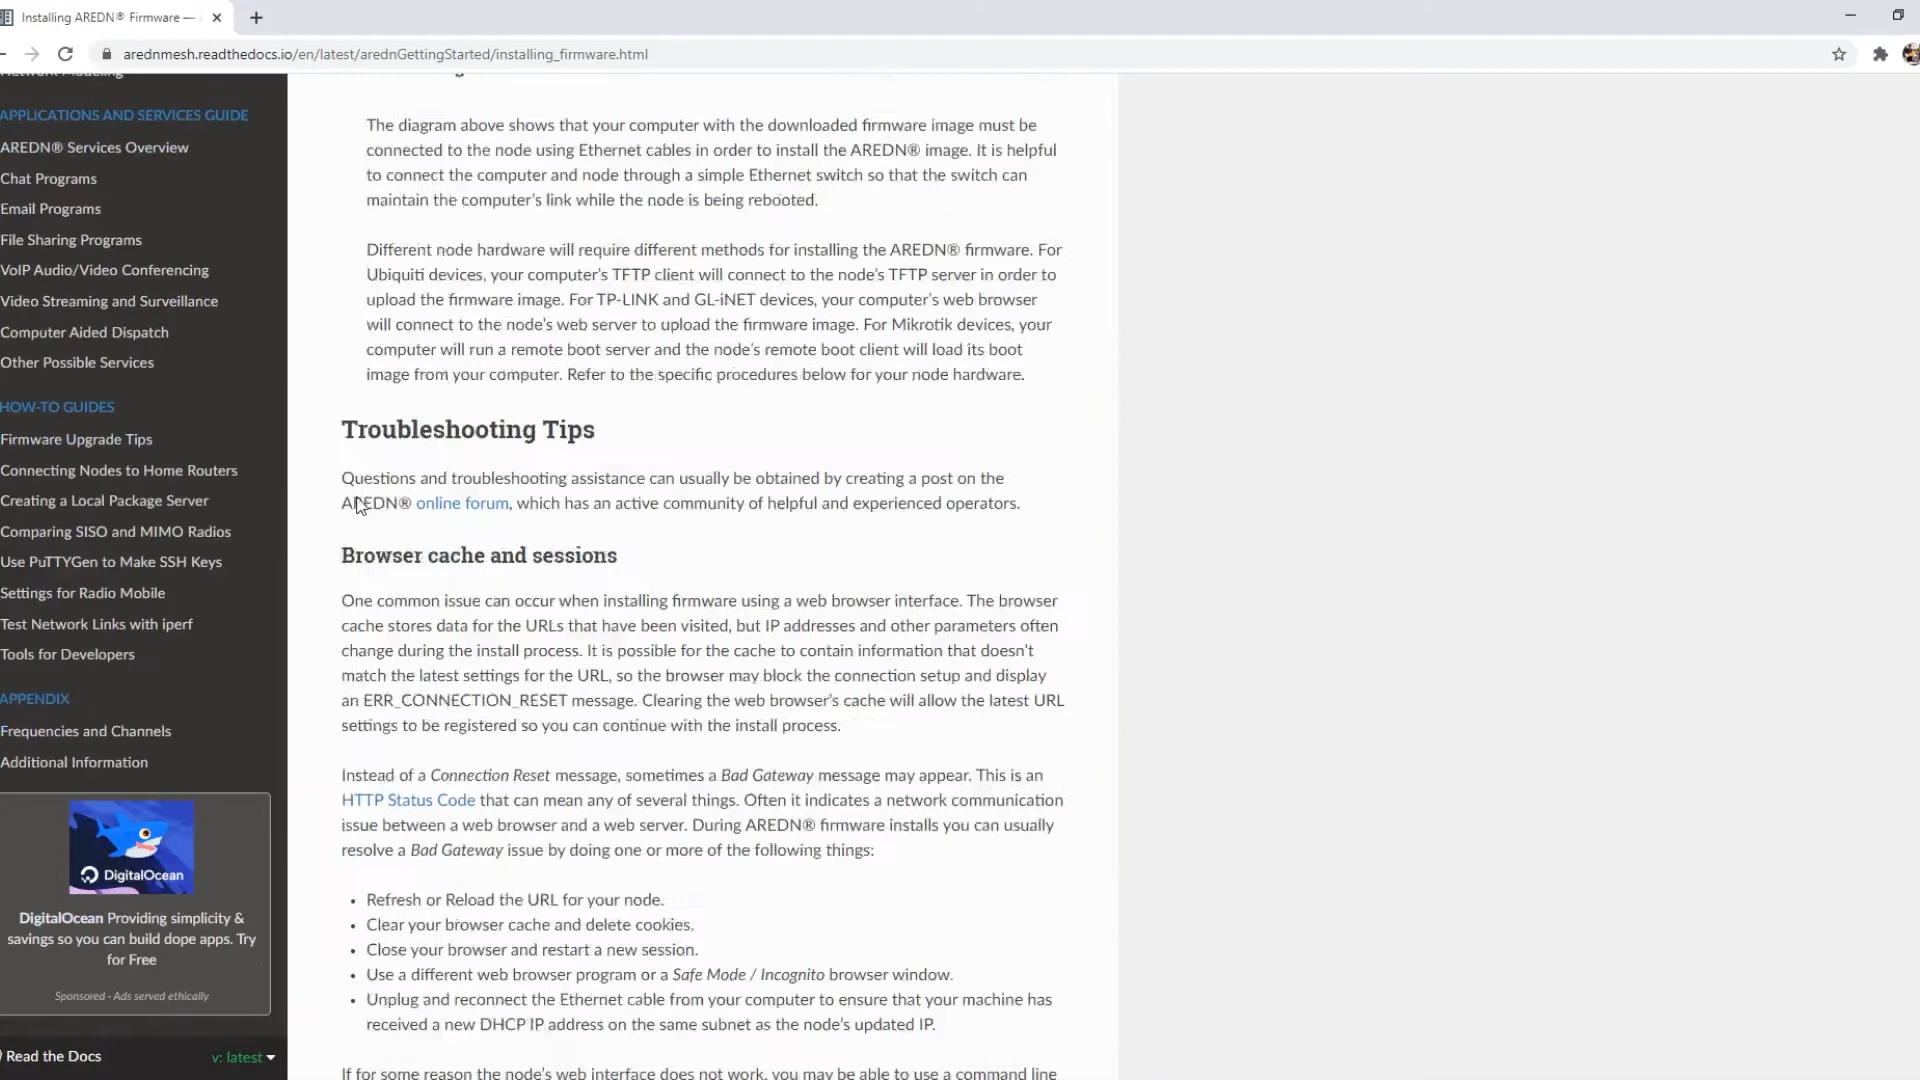 Installing AREDN® Firmware —
arednmesh.readthedocs.io/en/latest/arednGettingStarted/installing_firmware.html
Network Modeling
APPLICATIONS AND SERVICES GUIDE
AREDN® Services Overview
Chat Programs
Email Programs
File Sharing Programs
VoIP Audio/Video Conferencing
Video Streaming and Surveillance
Computer Aided Dispatch
Other Possible Services
HOW-TO GUIDES
Firmware Upgrade Tips
Connecting Nodes to Home Routers
Creating a Local Package Server
Comparing SISO and MIMO Radios
Use PuTTYGen to Make SSH Keys
Settings for Radio Mobile
Test Network Links with iperf
Tools for Developers
APPENDIX
Frequencies and Channels
Additional Information
DigitalOcean
DigitalOcean Providing simplicity &
savings so you can build dope apps. Try
for Free
Sponsored · Ads served ethically
Read the Docs
v: latest
The diagram above shows that your computer with the downloaded firmware image must be
connected to the node using Ethernet cables in order to install the AREDN® image. It is helpful
to connect the computer and node through a simple Ethernet switch so that the switch can
maintain the computer's link while the node is being rebooted.
Different node hardware will require different methods for installing the AREDN® firmware. For
Ubiquiti devices, your computer's TFTP client will connect to the node's TFTP server in order to
upload the firmware image. For TP-LINK and GL-iNET devices, your computer's web browser
will connect to the node's web server to upload the firmware image. For Mikrotik devices, your
computer will run a remote boot server and the node's remote boot client will load its boot
image from your computer. Refer to the specific procedures below for your node hardware.
Troubleshooting Tips
Questions and troubleshooting assistance can usually be obtained by creating a post on the
AREDN® online forum, which has an active community of helpful and experienced operators.
Browser cache and sessions
One common issue can occur when installing firmware using a web browser interface. The browser
cache stores data for the URLs that have been visited, but IP addresses and other parameters often
change during the install process. It is possible for the cache to contain information that doesn't
match the latest settings for the URL, so the browser may block the connection setup and display
an ERR_CONNECTION_RESET message. Clearing the web browser's cache will allow the latest URL
settings to be registered so you can continue with the install process.
Instead of a Connection Reset message, sometimes a Bad Gateway message may appear. This is an
HTTP Status Code that can mean any of several things. Often it indicates a network communication
issue between a web browser and a web server. During AREDN® firmware installs you can usually
resolve a Bad Gateway issue by doing one or more of the following things:
• Refresh or Reload the URL for your node.
• Clear your browser cache and delete cookies.
• Close your browser and restart a new session.
• Use a different web browser program or a Safe Mode / Incognito browser window.
• Unplug and reconnect the Ethernet cable from your computer to ensure that your machine has
received a new DHCP IP address on the same subnet as the node's updated IP.
If for some reason the node's web interface does not work, you may be able to use a command line